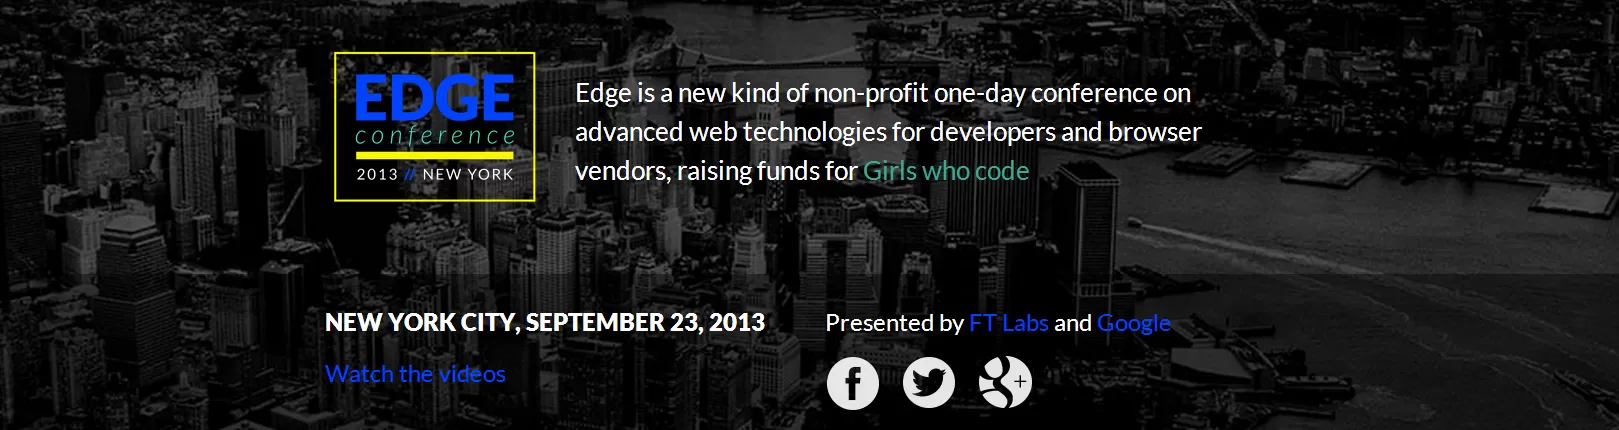 EDGE
conference
2013 // NEW YORK
Edge is a new kind of non-profit one-day conference on
advanced web technologies for developers and browser
vendors, raising funds for Girls who code
NEW YORK CITY, SEPTEMBER 23, 2013
Watch the videos
Presented by FT Labs and Google